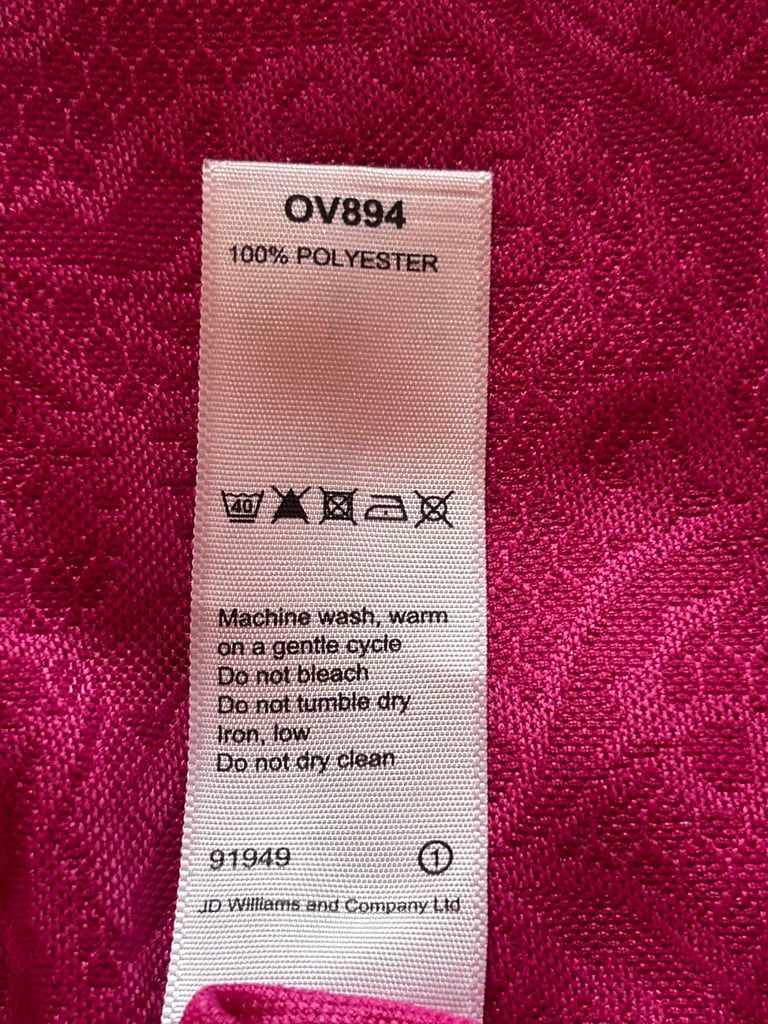 OV894
100% POLYESTER
40
Machine wash, warm
on a gentle cycle
Do not bleach
Do not tumble dry
Iron, low
Do not dry clean
91949 1
JD Williams and Company Ltd